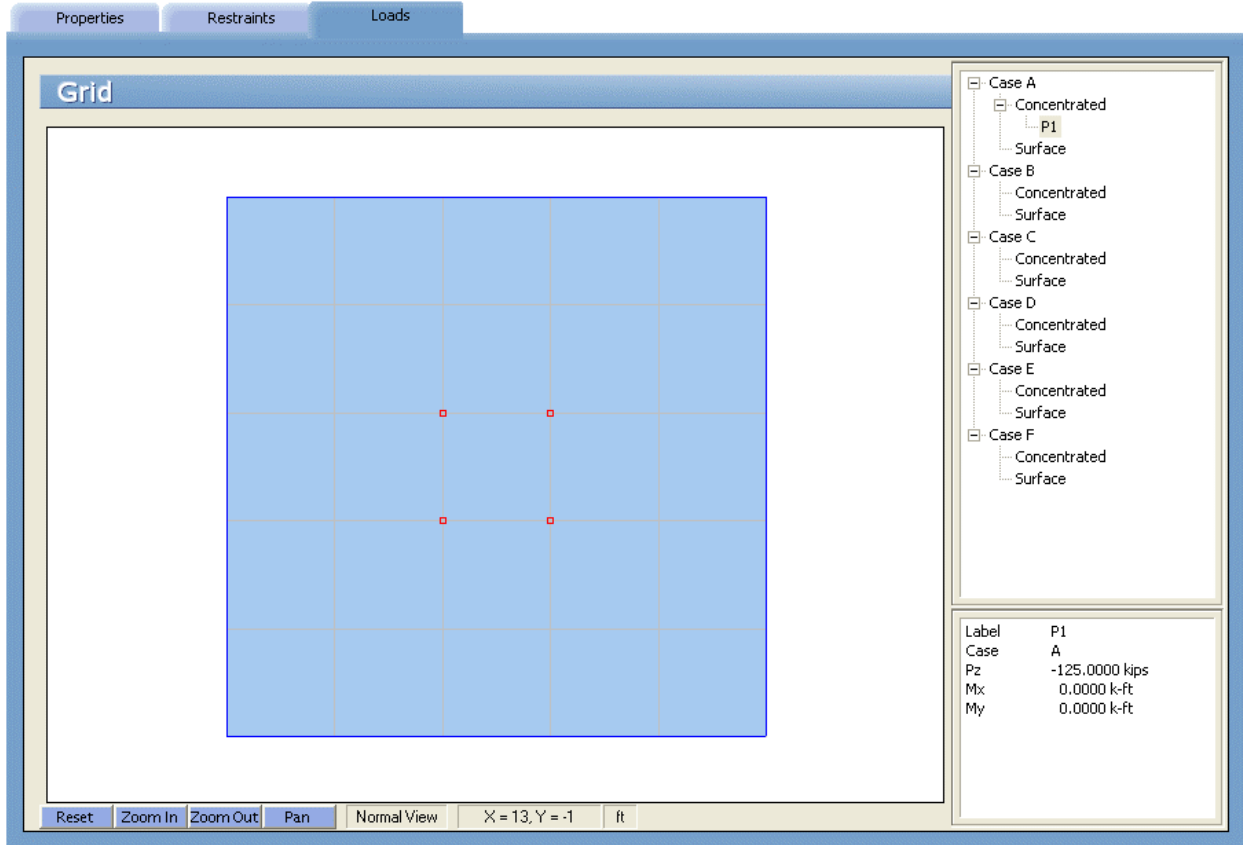 Properties Restraints Loads
Grid
Case A
Concentrated
P1
Surface
Case B
Concentrated
Surface
Case C
Concentrated
Surface
Case D
Concentrated
Surface
Case E
Concentrated
Surface
Case F
Concentrated
Surface
Label P1
Case A
Pz -125.0000 kips
Mx 0.0000 k-ft
My 0.0000 k-ft
Reset Zoom In Zoom Out Pan Normal View X = 13, Y = -1 ft